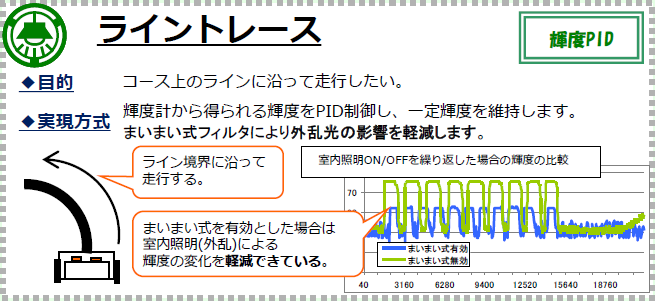 ライントレース
輝度PID
◆目的
コース上のラインに沿って走行したい。
◆実現方式
輝度計から得られる輝度をPID制御し、一定輝度を維持します。
まいまい式フィルタにより外乱光の影響を軽減します。
ライン境界に沿って
走行する。
室内照明ON/OFFを繰り返した場合の輝度の比較
70
まいまい式を有効とした場合は
室内照明(外乱)による
輝度の変化を軽減できている。
まいまい式有効
まいまい式無効
40 3160 6280 9400 12520 15640 18760